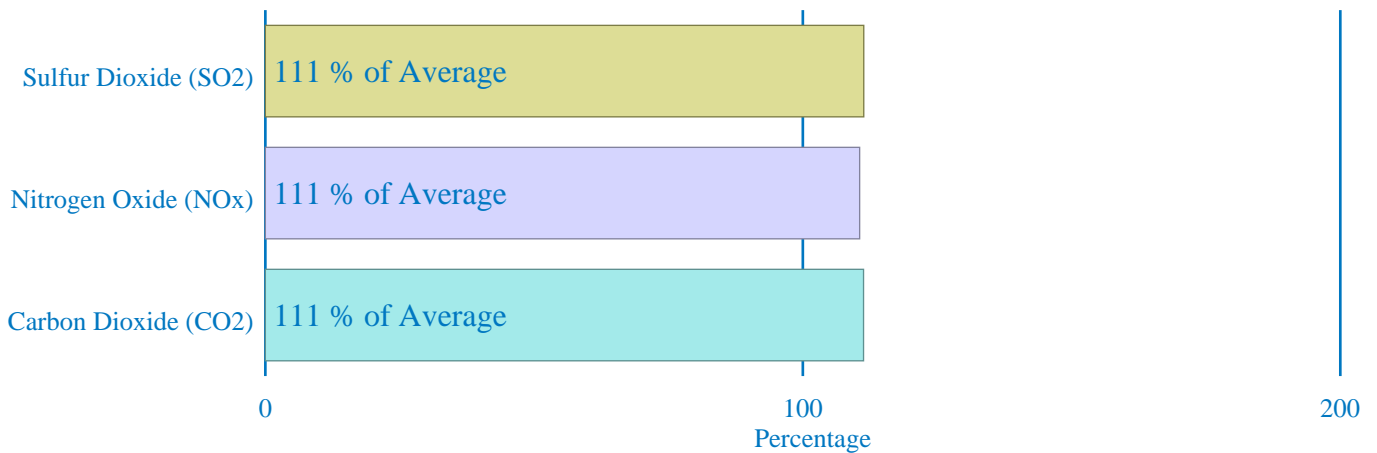 Sulfur Dioxide (SO2) 111 % of Average
Nitrogen Oxide (NOx) 111 % of Average
Carbon Dioxide (CO2) 111 % of Average
0 100 200
Percentage